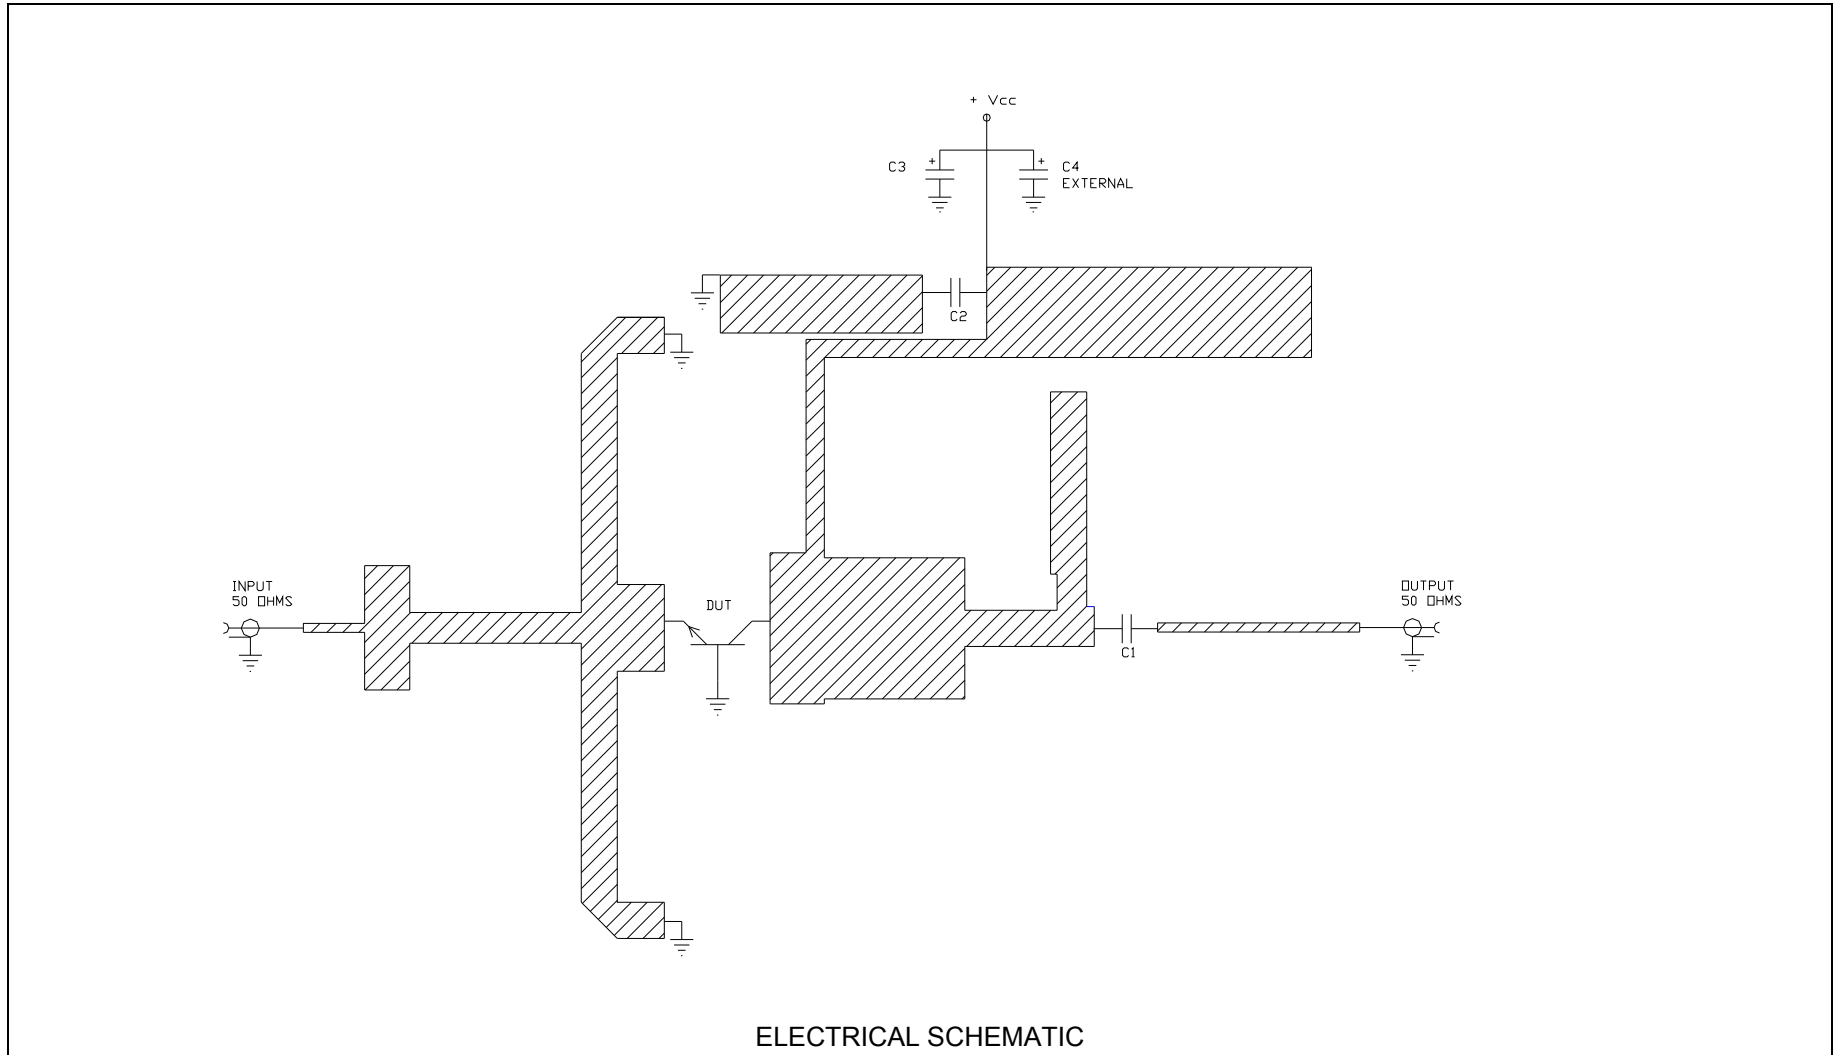 + Vcc
C3
+
+
C4
EXTERNAL
C2
INPUT
50 OHMS
DUT
OUTPUT
50 OHMS
C1
ELECTRICAL SCHEMATIC